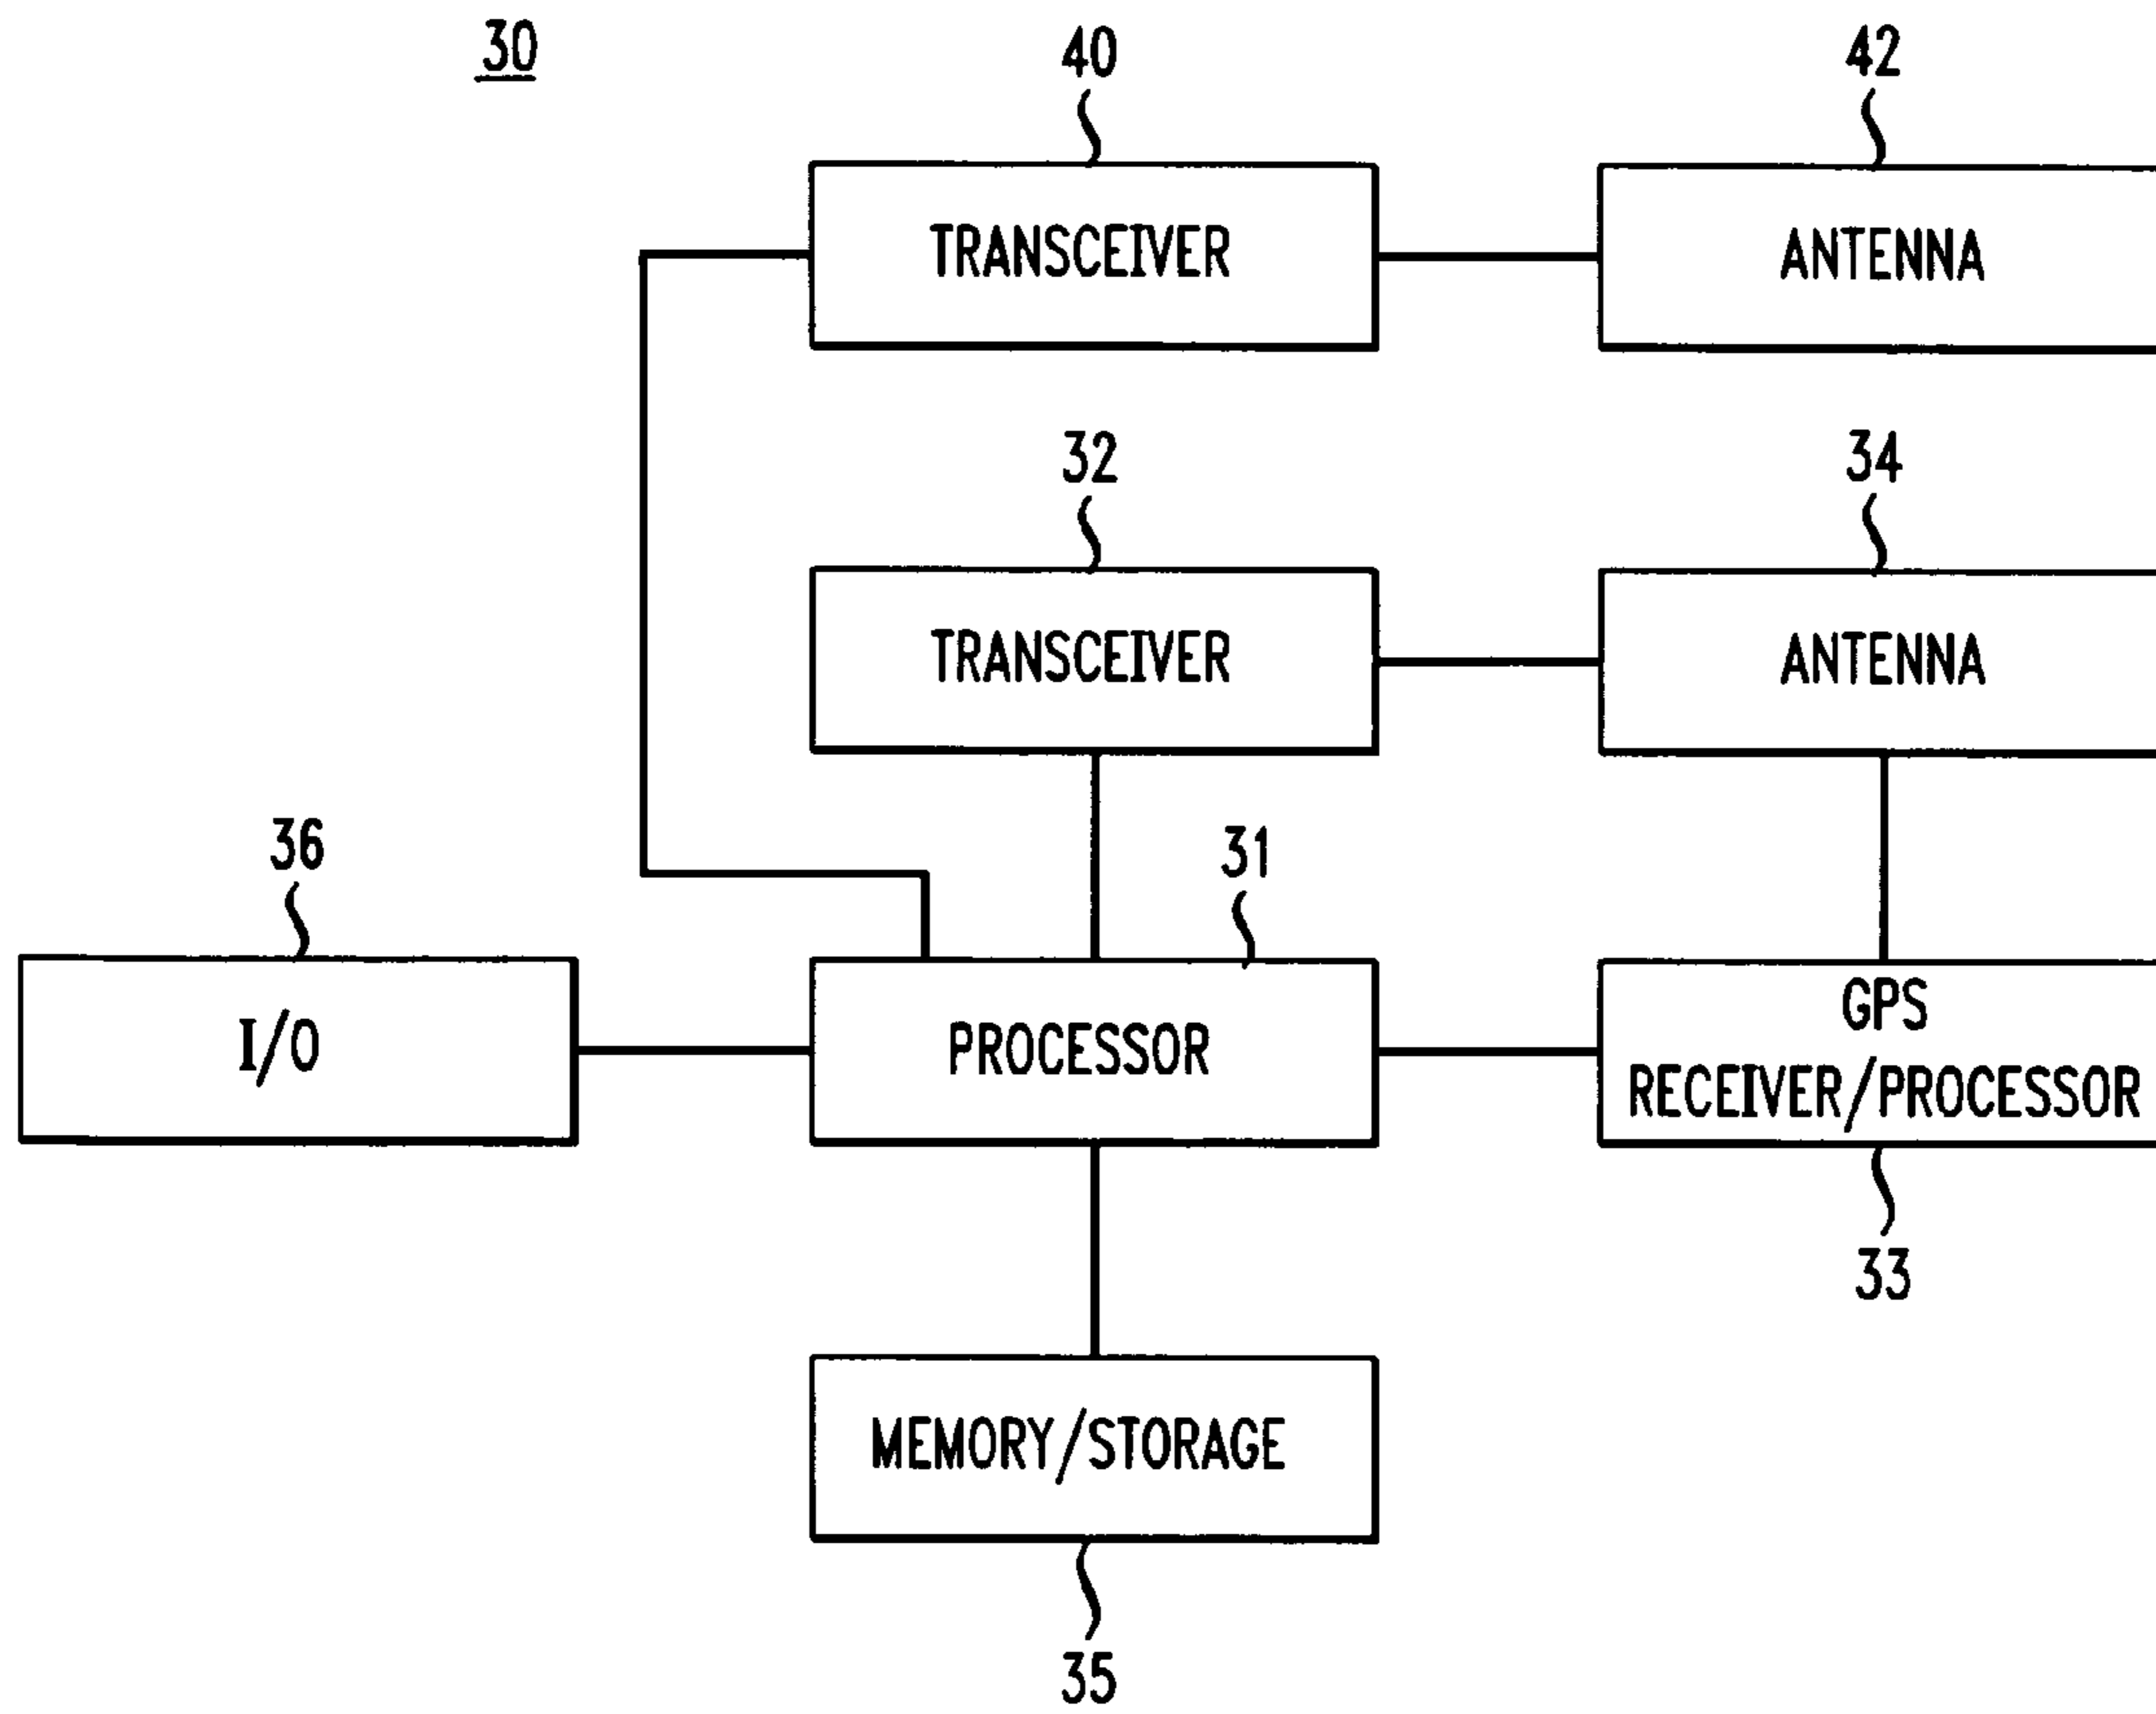 30
40
42
TRANSCEIVER
ANTENNA
32
34
TRANSCEIVER
ANTENNA
36
31
I/O
PROCESSOR
GPS
RECEIVER/PROCESSOR
33
MEMORY/STORAGE
35